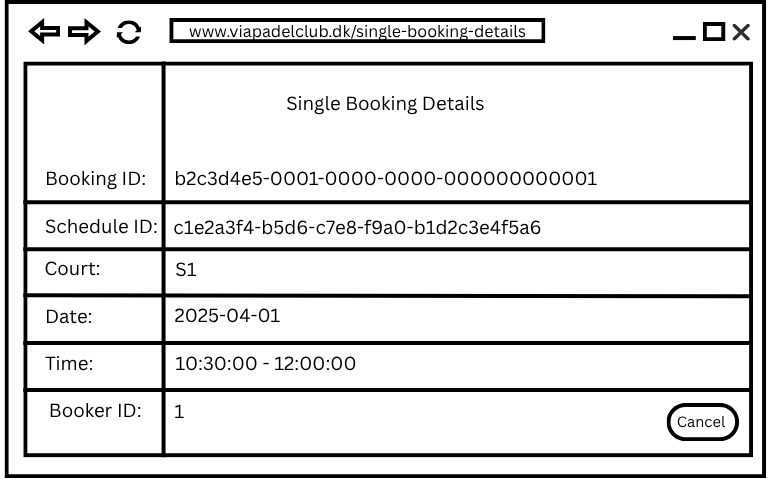 www.viapadelclub.dk/single-booking-details
Single Booking Details
Booking ID: b2c3d4e5-0001-0000-0000-000000000001
Schedule ID: c1e2a3f4-b5d6-c7e8-f9a0-b1d2c3e4f5a6
Court: S1
Date: 2025-04-01
Time: 10:30:00 - 12:00:00
Booker ID: 1
Cancel